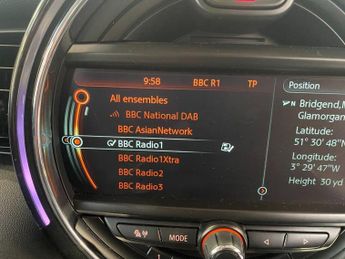 9:58 BBC R1 TP
All ensembles
BBC National DAB
BBC AsianNetwork
BBC Radio1
BBC Radio1Xtra
BBC Radio2
BBC Radio3
Position
N Bridgend,M
Glamorgan
Latitude:
51° 30' 48" N
Longitude:
3° 29' 47" W
Height: 30 yd
MODE